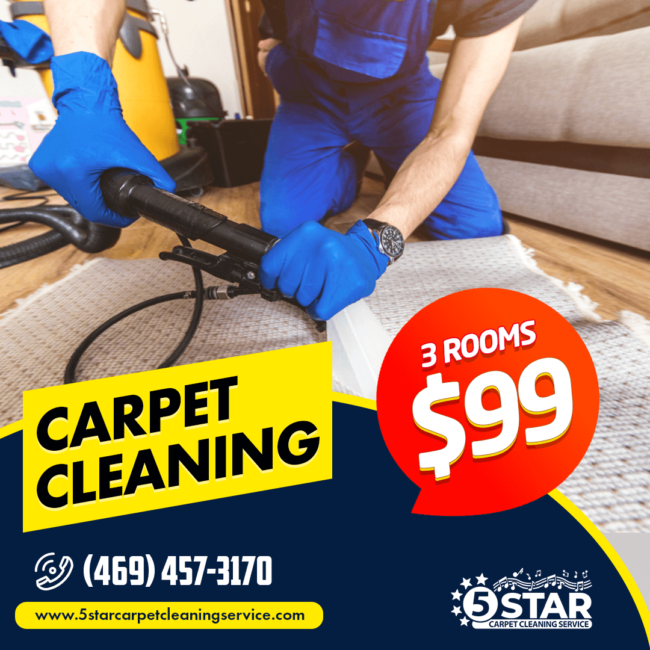 3 ROOMS
$99
CARPET
CLEANING
(469) 457-3170
www.5starcarpetcleaningservice.com
5 STAR
CARPET CLEANING SERVICE